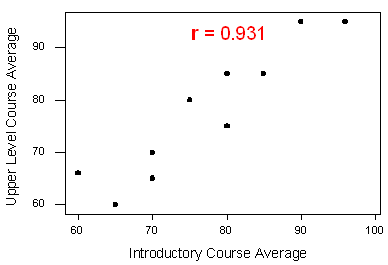 r = 0.931
Upper Level Course Average
90
80
70
60
60 70 80 90 100
Introductory Course Average